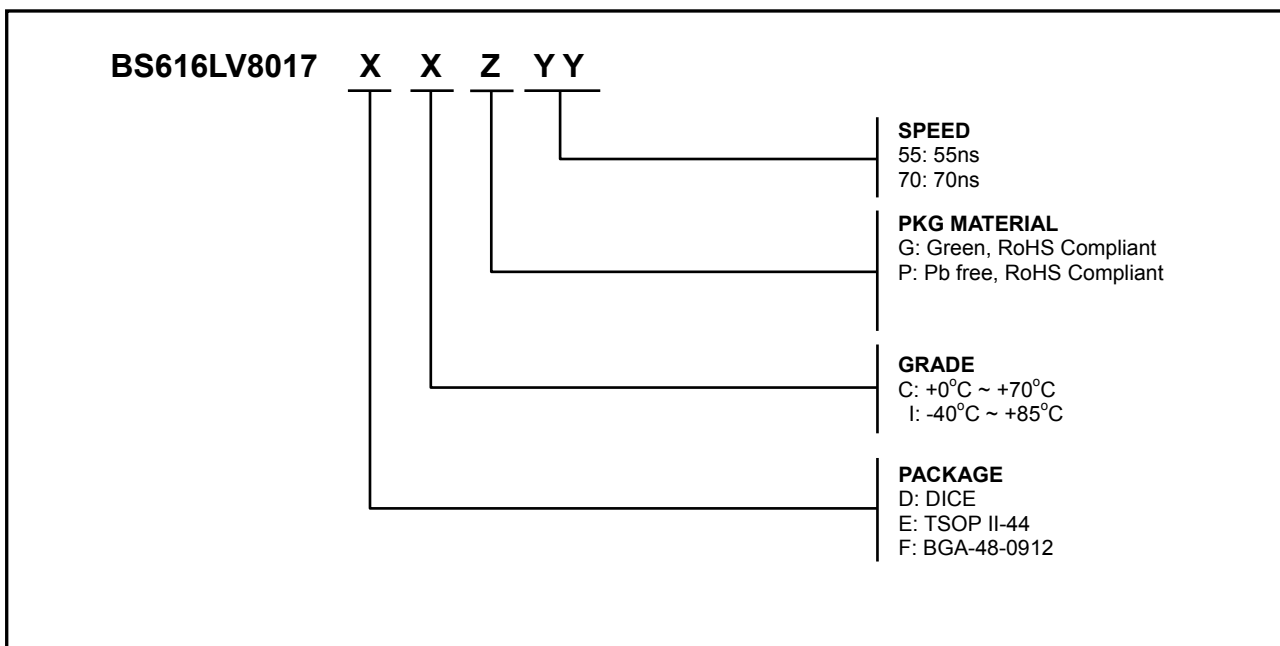 BS616LV8017 X X Z Y Y
SPEED
55: 55ns
70: 70ns
PKG MATERIAL
G: Green, RoHS Compliant
P: Pb free, RoHS Compliant
GRADE
C: +0°C ~ +70°C
I: -40°C ~ +85°C
PACKAGE
D: DICE
E: TSOP II-44
F: BGA-48-0912